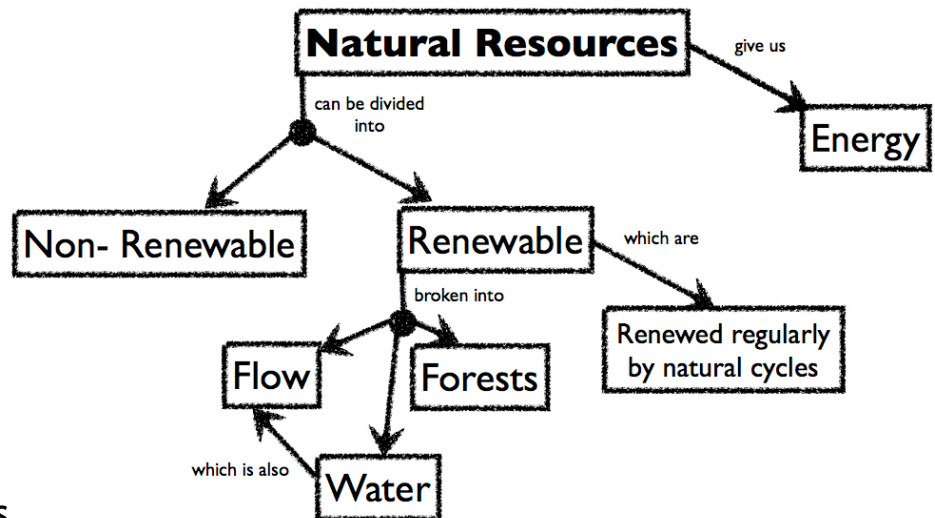 Natural Resources
give us
can be divided
into
Energy
Non- Renewable
Renewable
which are
broken into
Renewed regularly
by natural cycles
Flow
Forests
which is also
Water
s